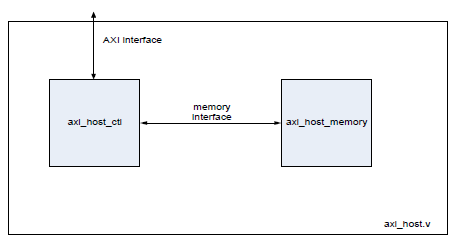 AXI Interface
memory
interface
axi_host_ctl
axi_host_memory
axi_host.v